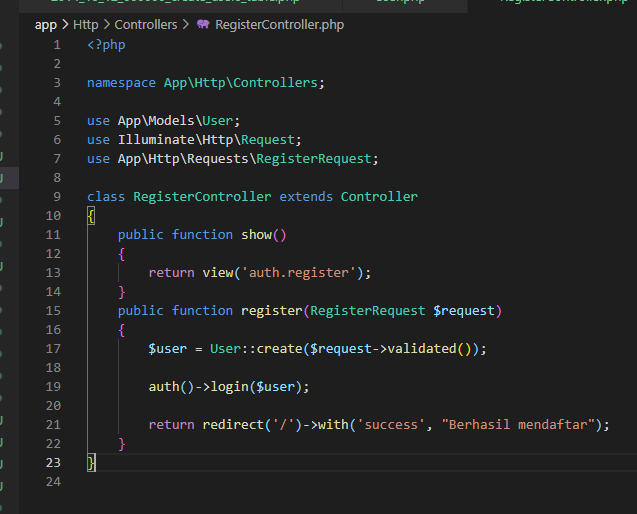 app > Http > Controllers > RegisterController.php
1 <?php
2
3 namespace App\Http\Controllers;
4
5 use App\Models\User;
6 use Illuminate\Http\Request;
7 use App\Http\Requests\RegisterRequest;
8
9 class RegisterController extends Controller
10 {
11     public function show()
12     {
13         return view('auth.register');
14     }
15     public function register(RegisterRequest $request)
16     {
17         $user = User::create($request->validated());
18
19         auth()->login($user);
20
21         return redirect('/')->with('success', "Berhasil mendaftar");
22     }
23 }
24